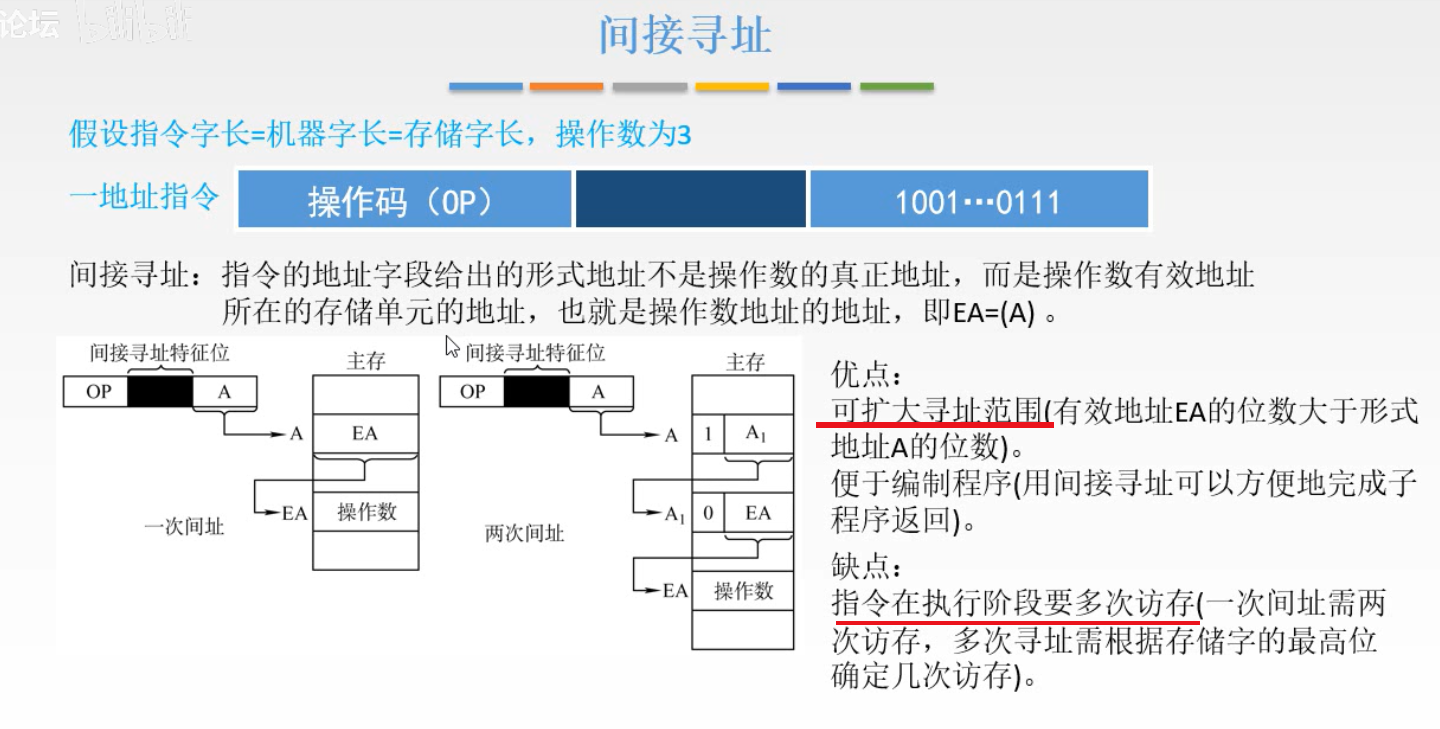 论坛 bilibili
间接寻址
假设指令字长=机器字长=存储字长，操作数为3
一地址指令 操作码（OP） 1001…0111
间接寻址：指令的地址字段给出的形式地址不是操作数的真正地址，而是操作数有效地址
所在的存储单元的地址，也就是操作数地址的地址，即EA=(A) 。
间接寻址特征位 主存
OP A
A EA
EA 操作数
一次间址
间接寻址特征位 主存
OP A
A 1 A₁
A₁ 0 EA
EA 操作数
两次间址
优点：
可扩大寻址范围(有效地址EA的位数大于形式
地址A的位数)。
便于编制程序(用间接寻址可以方便地完成子
程序返回)。
缺点：
指令在执行阶段要多次访存(一次间址需两
次访存，多次寻址需根据存储字的最高位
确定几次访存)。